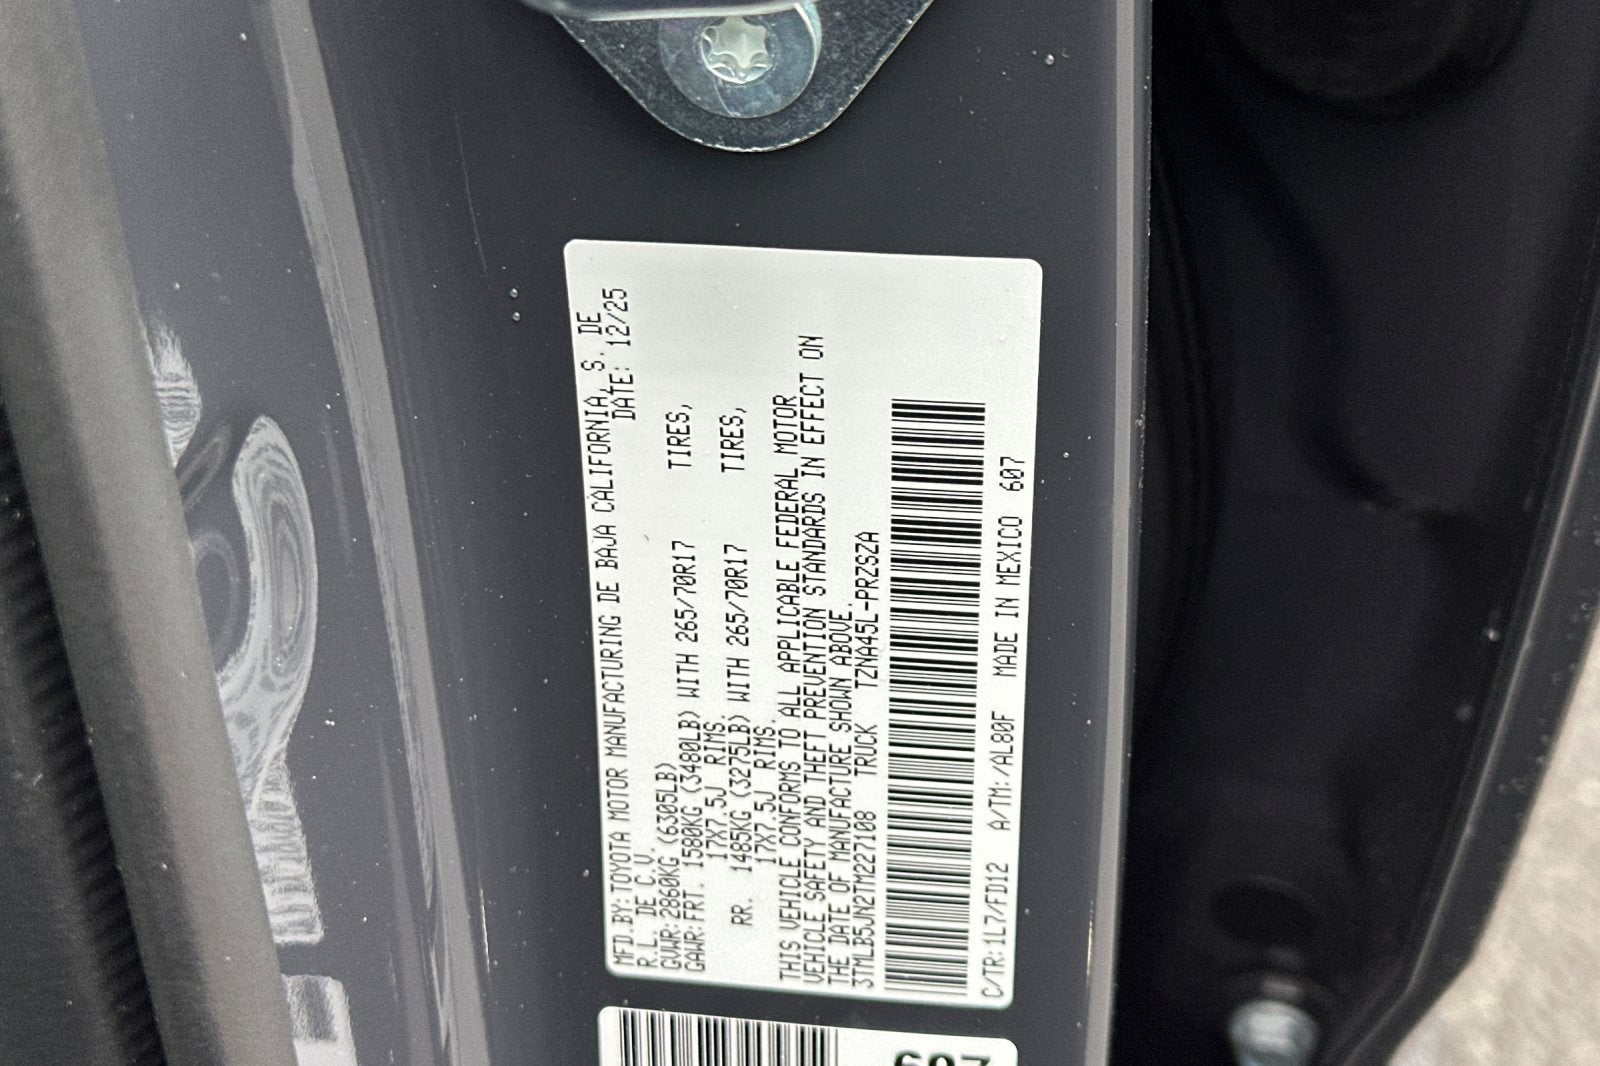 MFD.BY:TOYOTA MOTOR MANUFACTURING DE BAJA CALIFORNIA, S. DE
R.L. DE C.V. DATE: 12/25
GVWR:2860KG (6305LB)
GAWR:FRT. 1580KG (3480LB) WITH 265/70R17 TIRES,
17X7.5J RIMS.
RR. 1485KG (3275LB) WITH 265/70R17 TIRES,
17X7.5J RIMS.
THIS VEHICLE CONFORMS TO ALL APPLICABLE FEDERAL MOTOR
VEHICLE SAFETY AND THEFT PREVENTION STANDARDS IN EFFECT ON
THE DATE OF MANUFACTURE SHOWN ABOVE.
3TMLB5JN2TM227108 TRUCK TZNA45L-PRZSZA
C/TR:1L7/FD12 A/TM:/AL80F MADE IN MEXICO 607